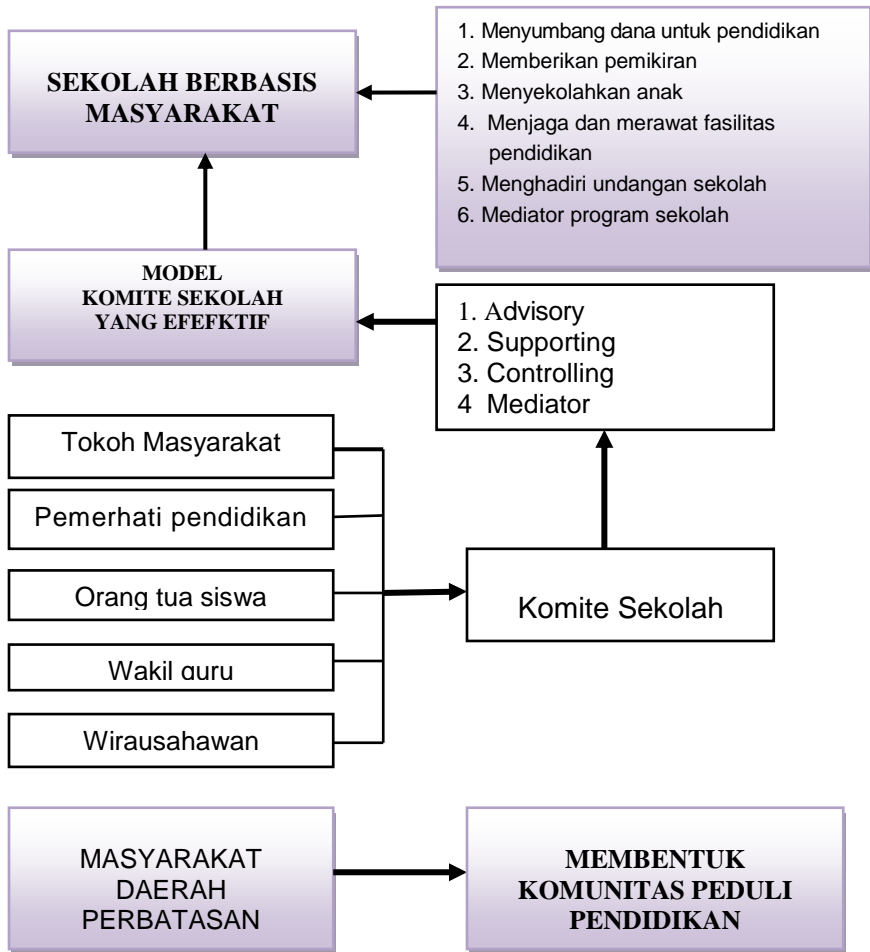 SEKOLAH BERBASIS
MASYARAKAT
1. Menyumbang dana untuk pendidikan
2. Memberikan pemikiran
3. Menyekolahkan anak
4. Menjaga dan merawat fasilitas
pendidikan
5. Menghadiri undangan sekolah
6. Mediator program sekolah
MODEL
KOMITE SEKOLAH
YANG EFEFKTIF
1. Advisory
2. Supporting
3. Controlling
4 Mediator
Tokoh Masyarakat
Pemerhati pendidikan
Orang tua siswa
Wakil guru
Wirausahawan
Komite Sekolah
MASYARAKAT
DAERAH
PERBATASAN
MEMBENTUK
KOMUNITAS PEDULI
PENDIDIKAN